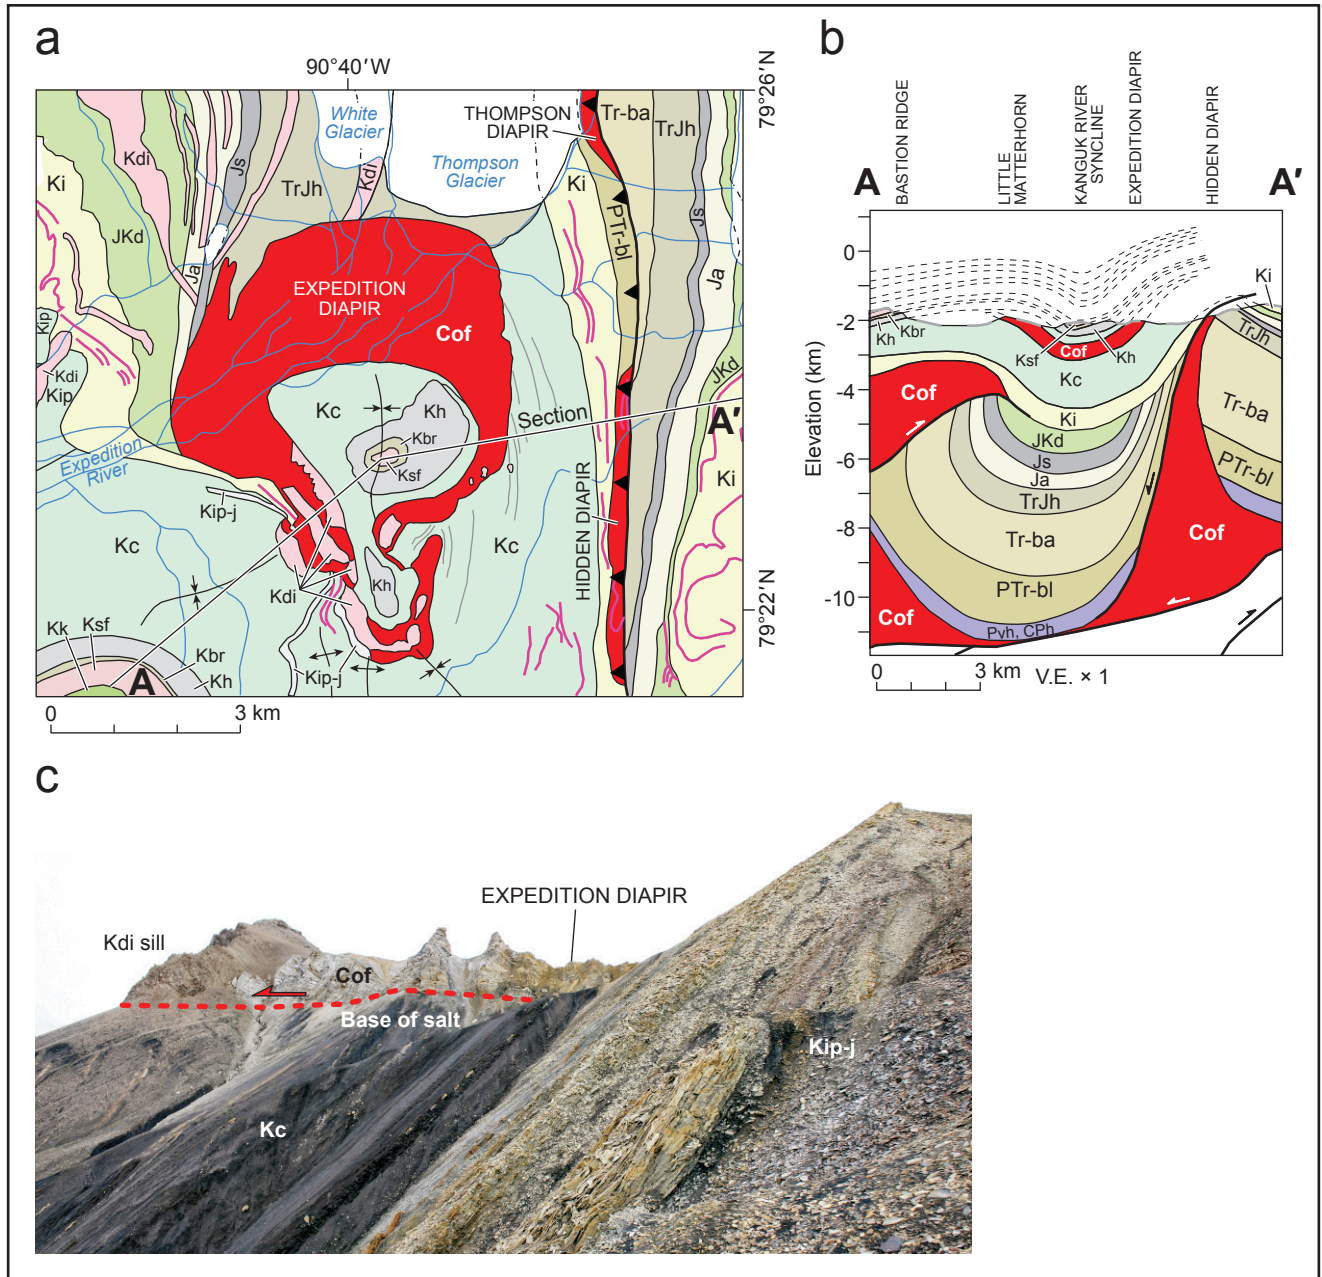 a
90°40′W
79°26′N
White
Glacier
THOMPSON
DIAPIR
Tr-ba
TrJh
Kdi
Js
Thompson
Glacier
Ki
TrJh
Kdi
Ki
PTr-bl
Js
JKd
Ja
Ja
EXPEDITION
DIAPIR
Cof
Kip
Kdi
Kip
JKd
Kc
Kh
Section
A′
Kbr
Ksf
Expedition
River
Ki
Kip-j
Kc
Kc
HIDDEN DIAPIR
Kdi
Kh
79°22′N
Kk
Ksf
Kbr
Kh
A
Kip-j
0
3 km
b
BASTION RIDGE
LITTLE
MATTERHORN
KANGUK RIVER
SYNCLINE
EXPEDITION DIAPIR
HIDDEN DIAPIR
A
A′
Elevation (km)
0
-2
-4
-6
-8
-10
Ki
Kbr
Kh
Ksf
Cof
Kh
TrJh
Kc
Cof
Ki
Tr-ba
JKd
Js
Ja
TrJh
PTr-bl
Tr-ba
Cof
PTr-bl
Cof
Pvh, CPh
0
3 km
V.E. × 1
c
EXPEDITION DIAPIR
Kdi sill
Cof
Base of salt
Kip-j
Kc